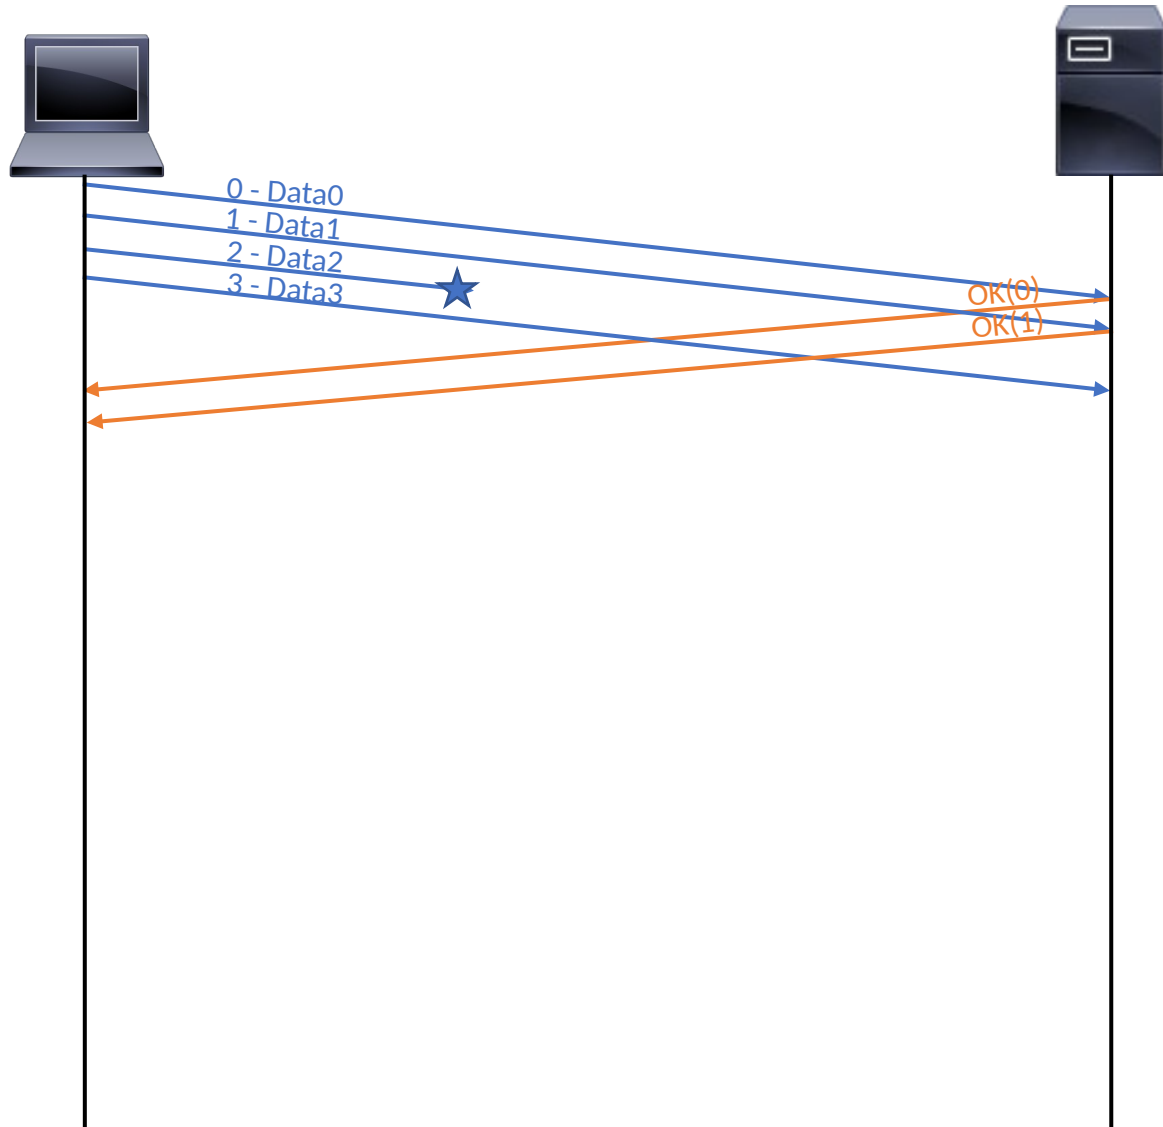 0 - Data0
1 - Data1
2 - Data2
3 - Data3
OK(0)
OK(1)